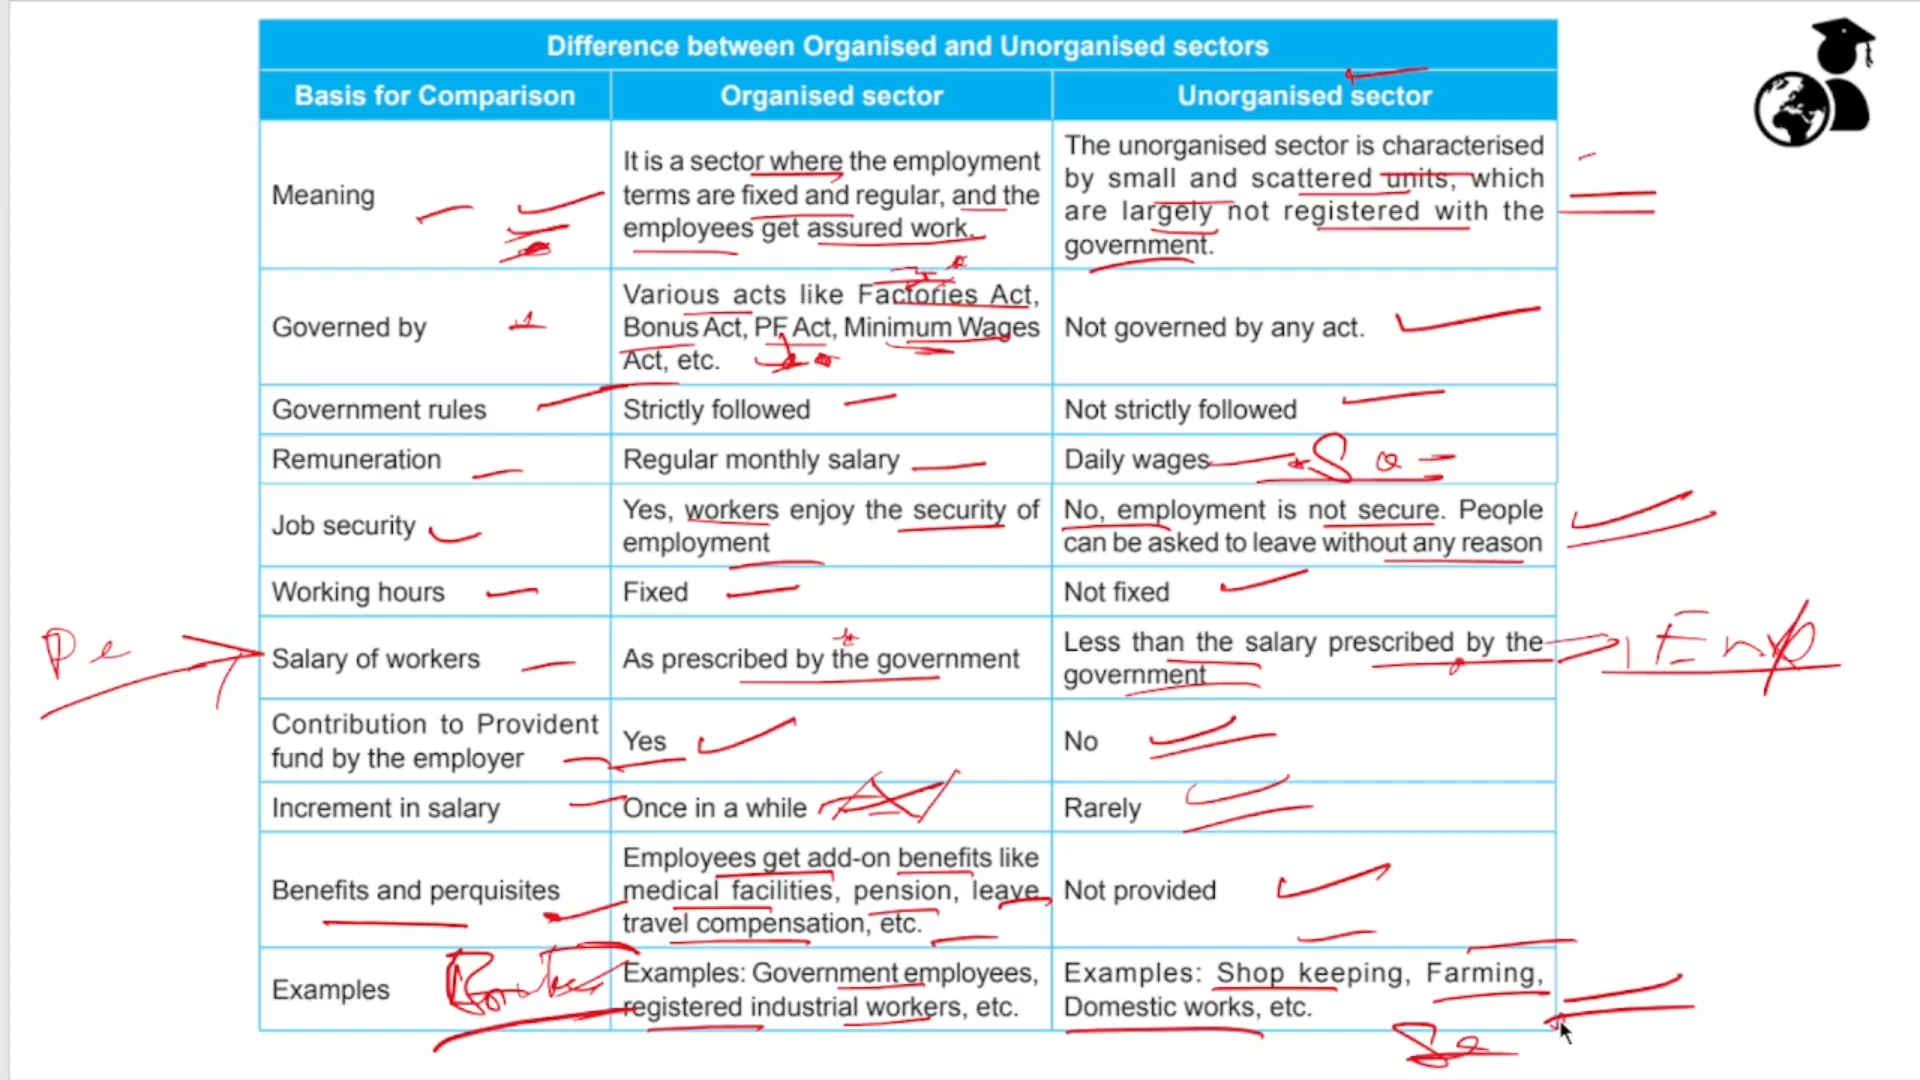 Difference between Organised and Unorganised sectors
Basis for Comparison
Organised sector
Unorganised sector
Meaning
It is a sector where the employment
terms are fixed and regular, and the
employees get assured work.
The unorganised sector is characterised
by small and scattered units, which
are largely not registered with the
government.
Governed by
Various acts like Factories Act,
Bonus Act, PF Act, Minimum Wages
Act, etc.
Not governed by any act.
Government rules
Strictly followed
Not strictly followed
Remuneration
Regular monthly salary
Daily wages
Job security
Yes, workers enjoy the security of
employment
No, employment is not secure. People
can be asked to leave without any reason
Working hours
Fixed
Not fixed
Salary of workers
As prescribed by the government
Less than the salary prescribed by the
government
Contribution to Provident
fund by the employer
Yes
No
Increment in salary
Once in a while
Rarely
Benefits and perquisites
Employees get add-on benefits like
medical facilities, pension, leave
travel compensation, etc.
Not provided
Examples
Examples: Government employees,
registered industrial workers, etc.
Examples: Shop keeping, Farming,
Domestic works, etc.